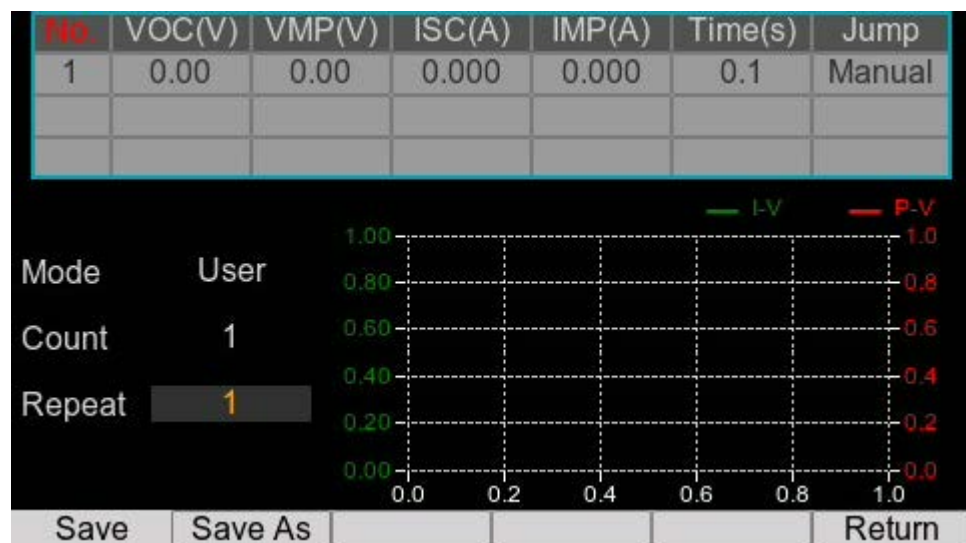 No. VOC(V) VMP(V) ISC(A) IMP(A) Time(s) Jump
1 0.00 0.00 0.000 0.000 0.1 Manual
I-V P-V
1.00 1.0
Mode User 0.80 0.8
Count 1 0.60 0.6
0.40 0.4
Repeat 1 0.20 0.2
0.00 0.0
0.0 0.2 0.4 0.6 0.8 1.0
Save Save As Return